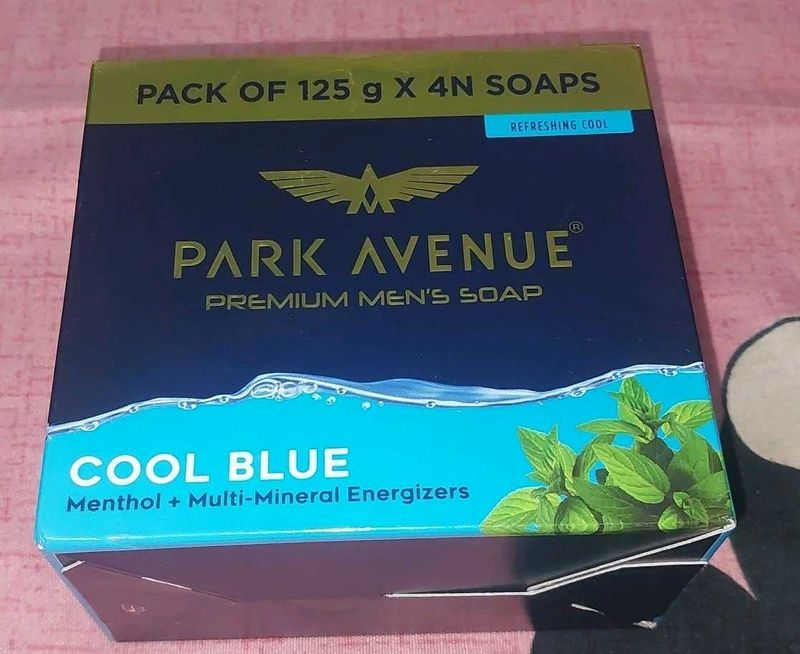 PACK OF 125 g X 4N SOAPS
REFRESHING COOL
PARK AVENUE®
PREMIUM MEN'S SOAP
COOL BLUE
Menthol + Multi-Mineral Energizers